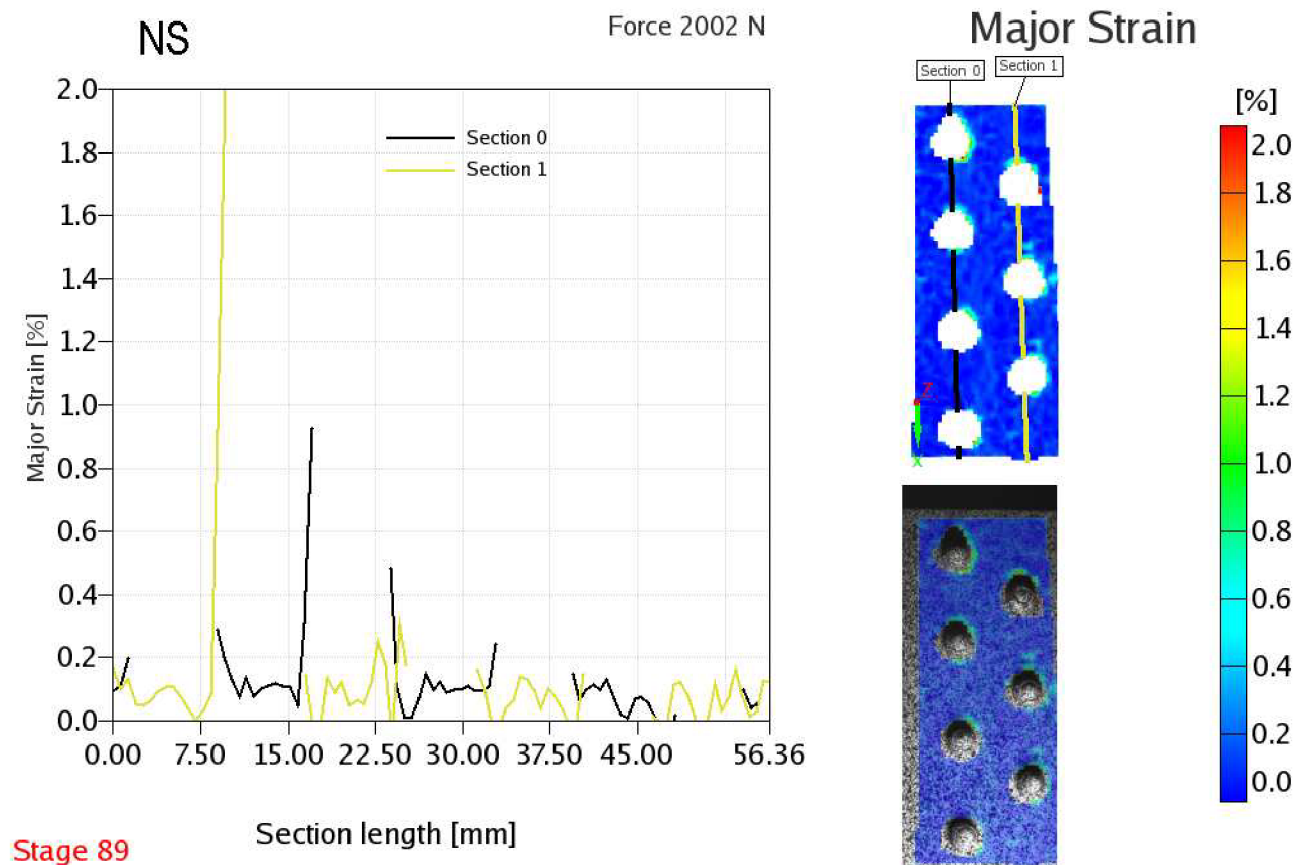 NS
Force 2002 N
Major Strain
Section 0
Section 1
[%]
2.0
1.8
1.6
1.4
1.2
1.0
0.8
0.6
0.4
0.2
0.0
Major Strain [%]
Section 0
Section 1
0.00 7.50 15.00 22.50 30.00 37.50 45.00 56.36
Section length [mm]
Stage 89
Z
X
2.0
1.8
1.6
1.4
1.2
1.0
0.8
0.6
0.4
0.2
0.0